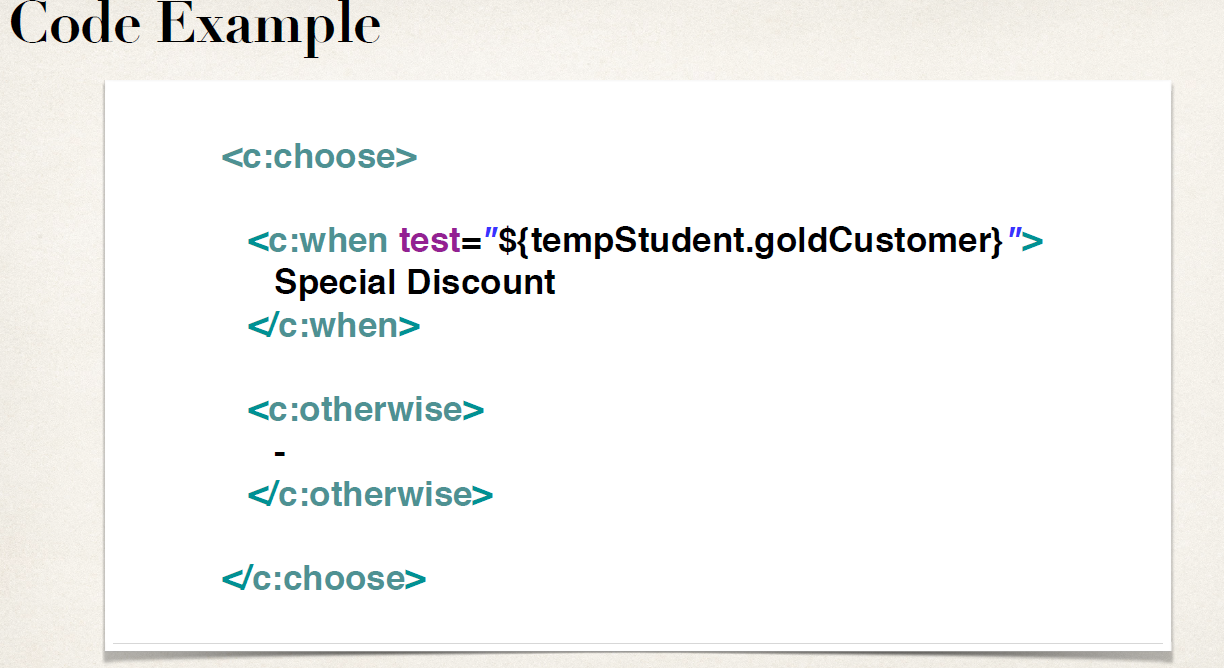 Code Example
<c:choose>
<c:when test="${tempStudent.goldCustomer}">
Special Discount
</c:when>
<c:otherwise>
-
</c:otherwise>
</c:choose>